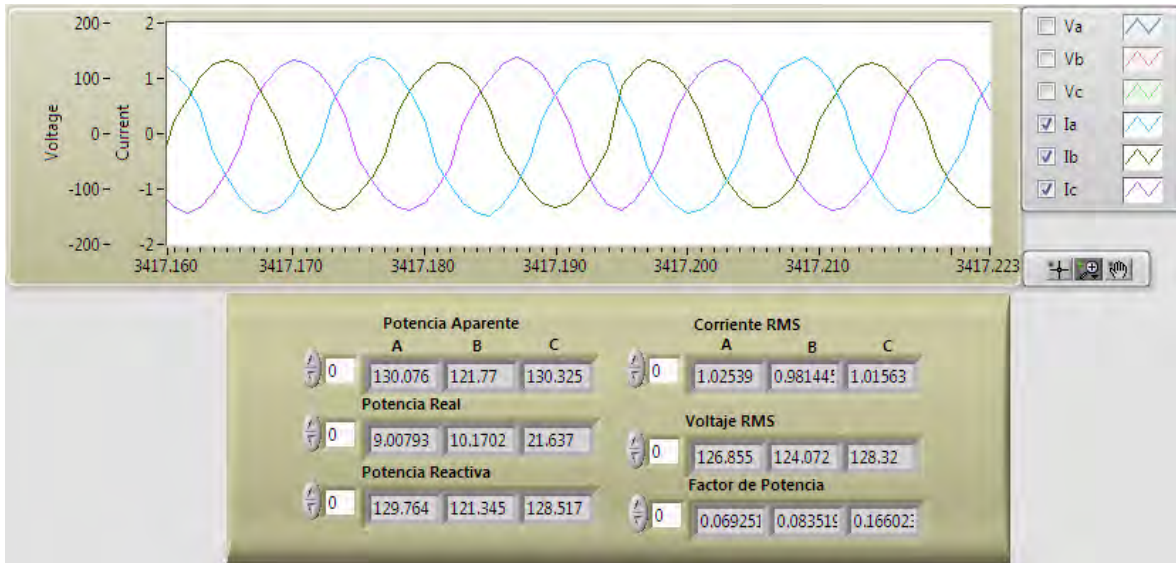 200 2
100 1
0 0
-100 -1
-200 -2
Voltage
Current
3417.160 3417.170 3417.180 3417.190 3417.200 3417.210 3417.223
Va
Vb
Vc
Ia
Ib
Ic
Potencia Aparente
A B C
0 130.076 121.77 130.325
Potencia Real
0 9.00793 10.1702 21.637
Potencia Reactiva
0 129.764 121.345 128.517
Corriente RMS
A B C
0 1.02539 0.981445 1.01563
Voltaje RMS
0 126.855 124.072 128.32
Factor de Potencia
0 0.069251 0.083519 0.166023